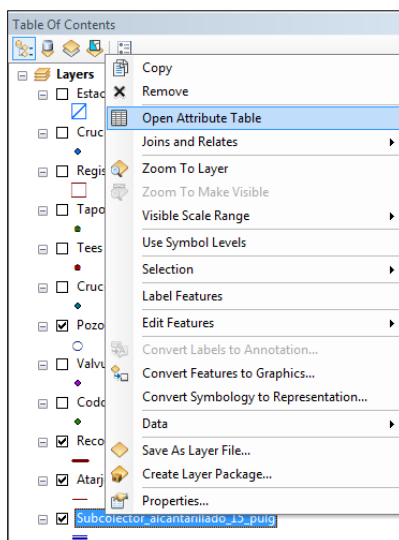 Table Of Contents
Layers
Copy
Remove
Open Attribute Table
Joins and Relates
Zoom To Layer
Zoom To Make Visible
Visible Scale Range
Use Symbol Levels
Selection
Label Features
Edit Features
Convert Labels to Annotation...
Convert Features to Graphics...
Convert Symbology to Representation...
Data
Save As Layer File...
Create Layer Package...
Properties...
Estac
Cruc
Regis
Tapo
Tees
Cruc
Pozo
Valvu
Codo
Reco
Atarj
Subcolector_alcantarillado_15_pulg